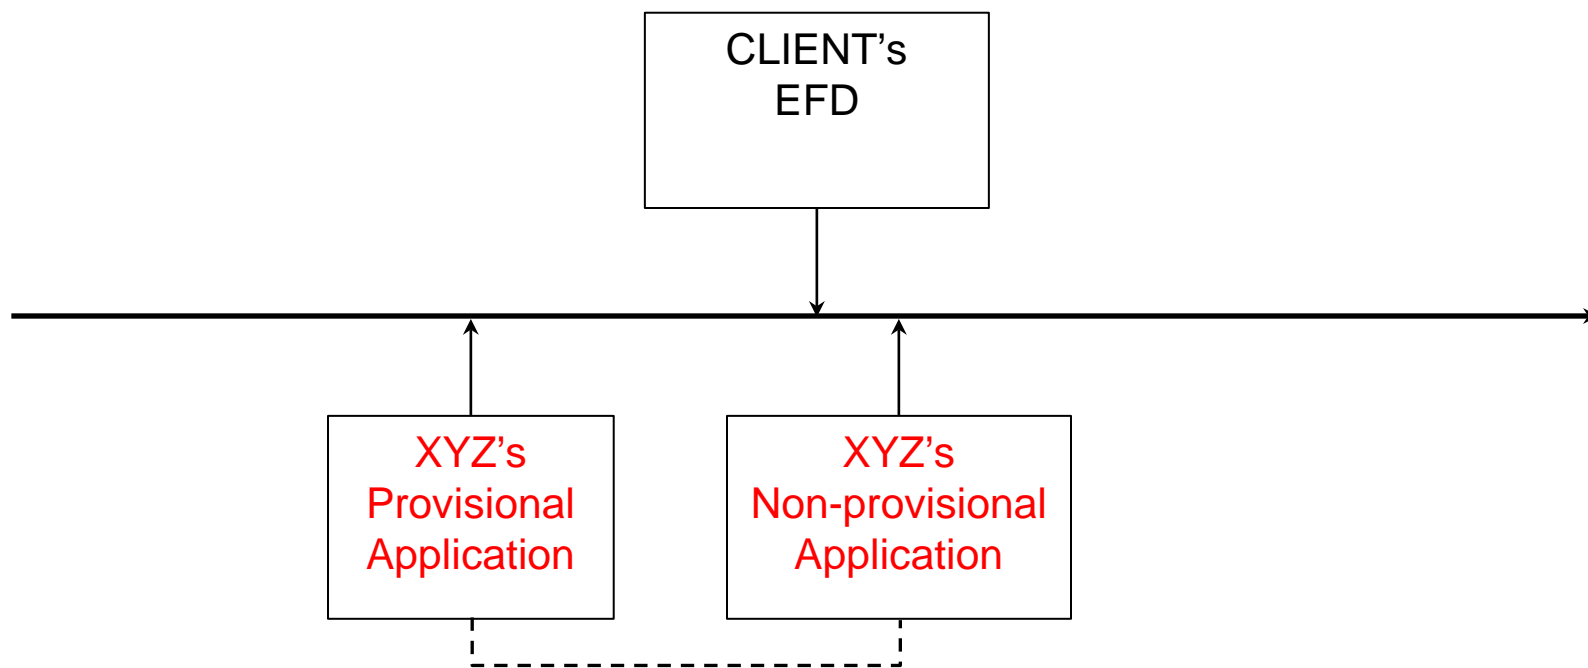 CLIENT’s
EFD
XYZ’s
Provisional
Application
XYZ’s
Non-provisional
Application